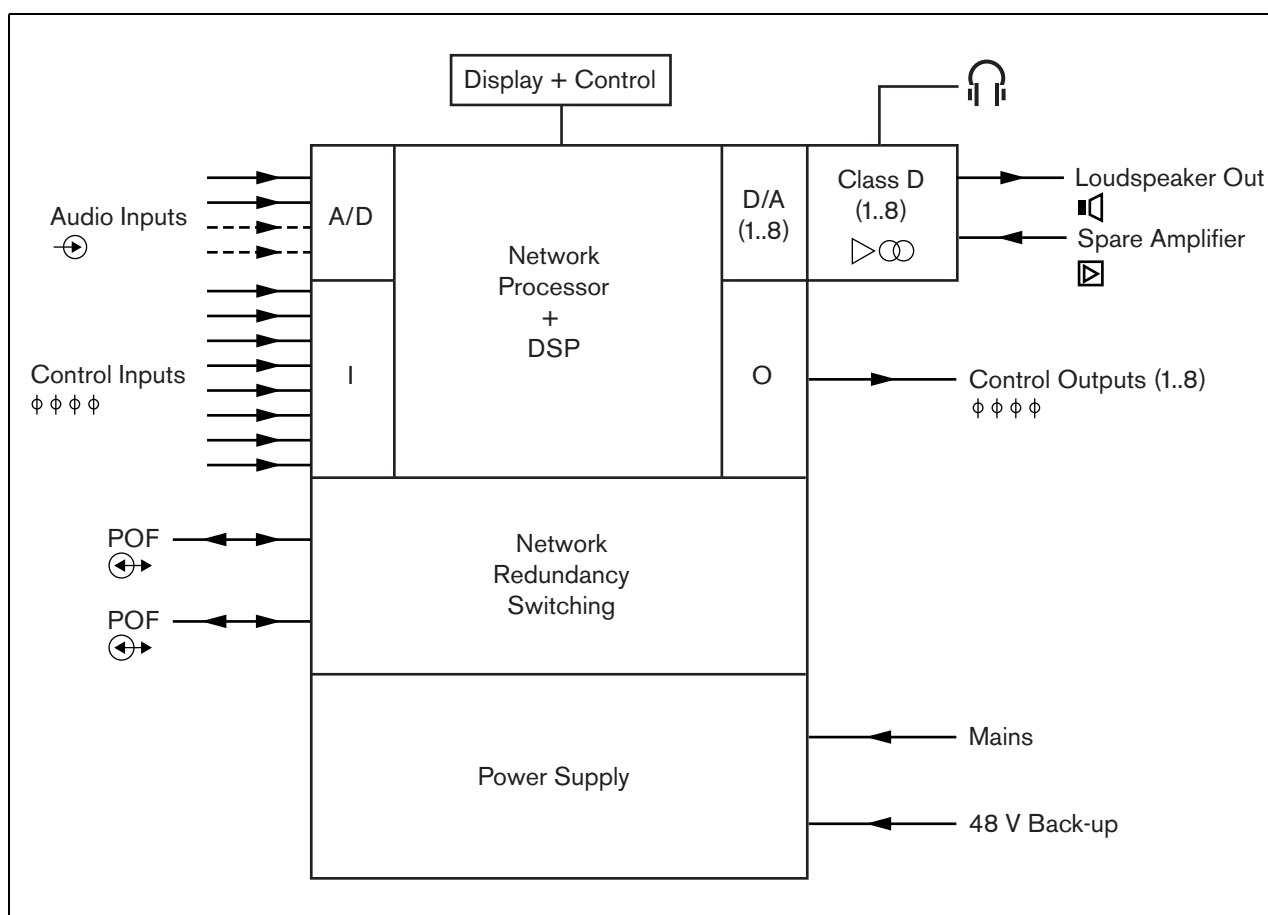 Display + Control
Audio Inputs
A/D
Network
Processor
+
DSP
D/A
(1..8)
Class D
(1..8)
Loudspeaker Out
Spare Amplifier
Control Inputs
I
O
Control Outputs (1..8)
POF
POF
Network
Redundancy
Switching
Power Supply
Mains
48 V Back-up